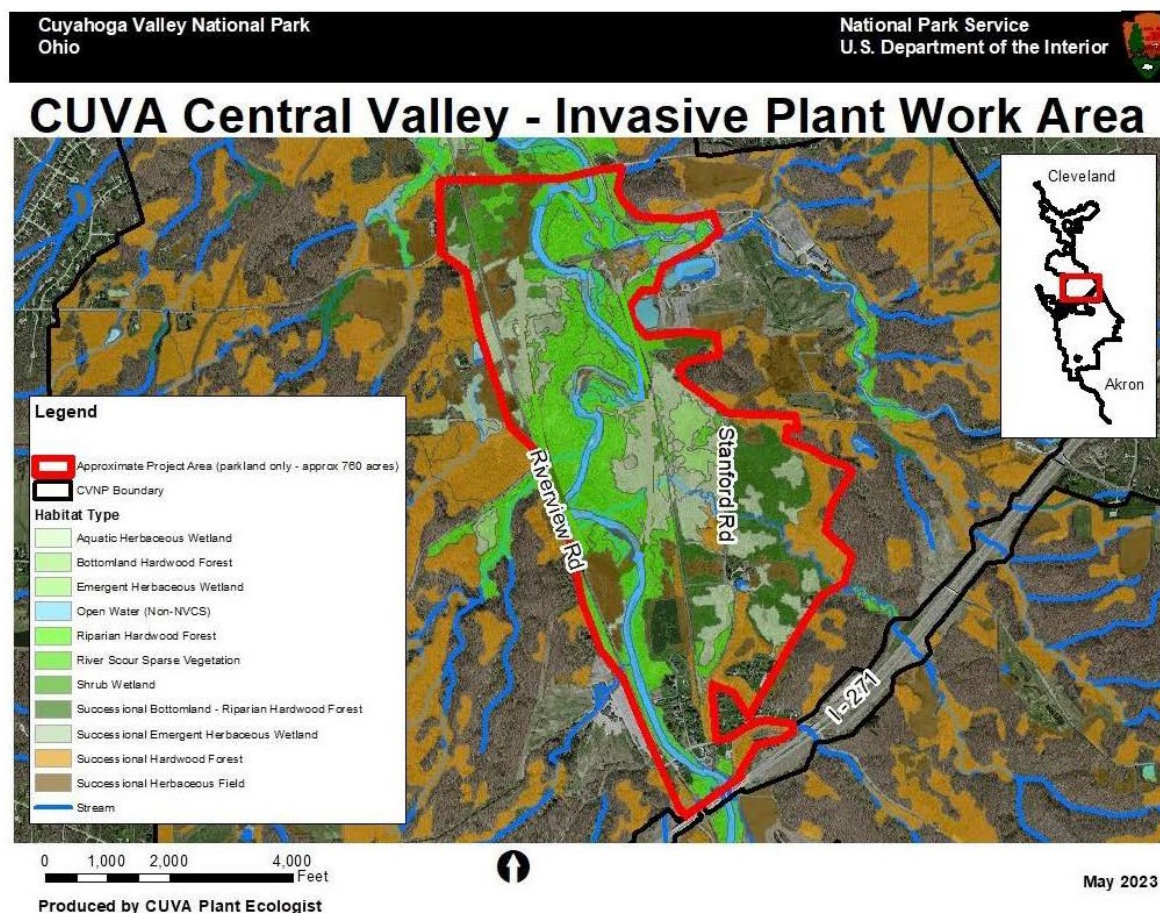 Cuyahoga Valley National Park
Ohio
National Park Service
U.S. Department of the Interior
CUVA Central Valley - Invasive Plant Work Area
Cleveland
Akron
Legend
Approximate Project Area (parkland only - approx 760 acres)
CVNP Boundary
Habitat Type
Aquatic Herbaceous Wetland
Bottomland Hardwood Forest
Emergent Herbaceous Wetland
Open Water (Non-NVCS)
Riparian Hardwood Forest
River Scour Sparse Vegetation
Shrub Wetland
Successional Bottomland - Riparian Hardwood Forest
Successional Emergent Herbaceous Wetland
Successional Hardwood Forest
Successional Herbaceous Field
Stream
Riverview Rd
Stanford Rd
I-271
0 1,000 2,000 4,000
Feet
Produced by CUVA Plant Ecologist
May 2023